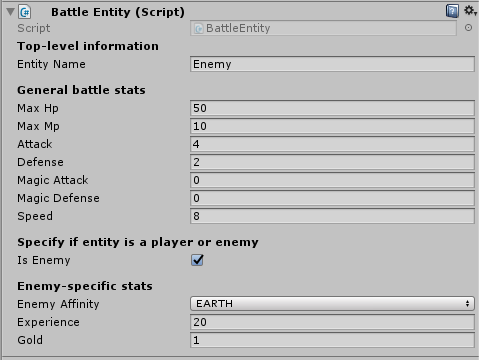 Battle Entity (Script)
Script BattleEntity
Top-level information
Entity Name Enemy
General battle stats
Max Hp 50
Max Mp 10
Attack 4
Defense 2
Magic Attack 0
Magic Defense 0
Speed 8
Specify if entity is a player or enemy
Is Enemy
Enemy-specific stats
Enemy Affinity EARTH
Experience 20
Gold 1